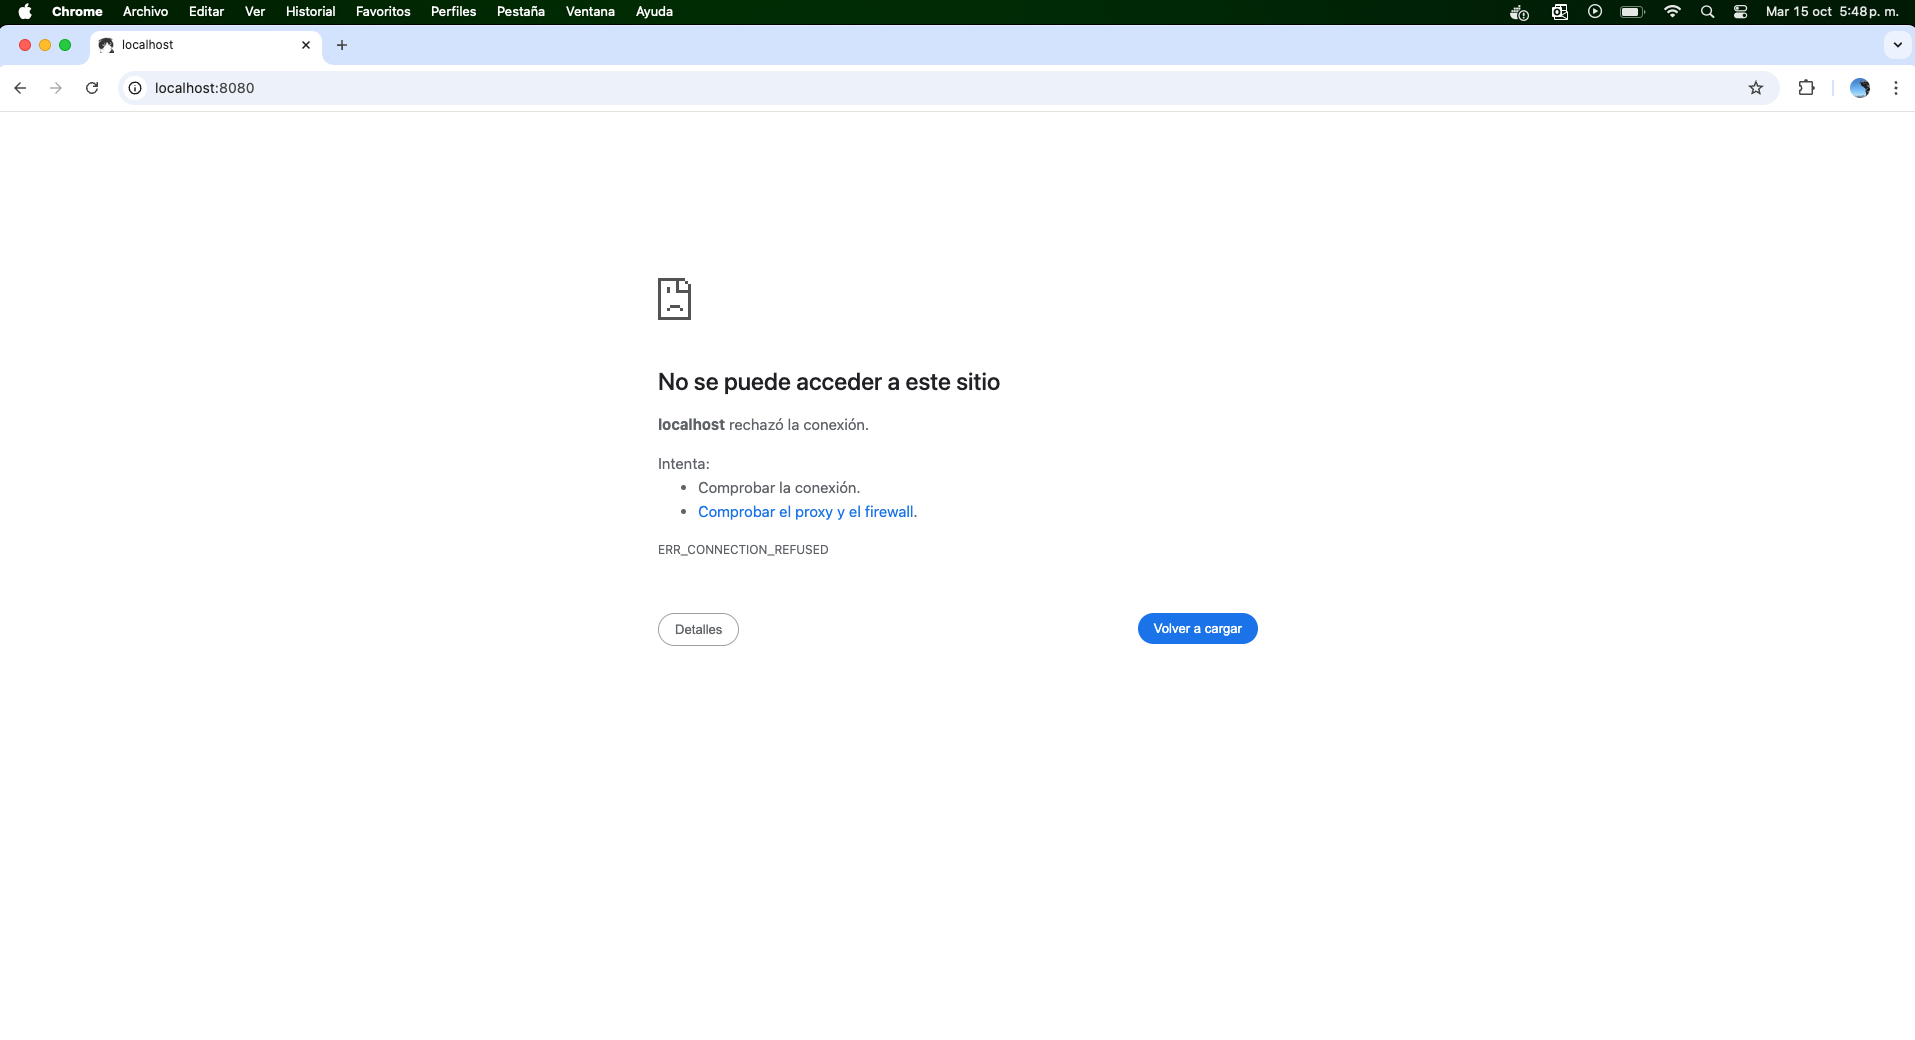 Chrome Archivo Editar Ver Historial Favoritos Perfiles Pestaña Ventana Ayuda Mar 15 oct 5:48 p. m.
localhost
localhost:8080
No se puede acceder a este sitio
localhost rechazó la conexión.
Intenta:
• Comprobar la conexión.
• Comprobar el proxy y el firewall.
ERR_CONNECTION_REFUSED
Detalles Volver a cargar